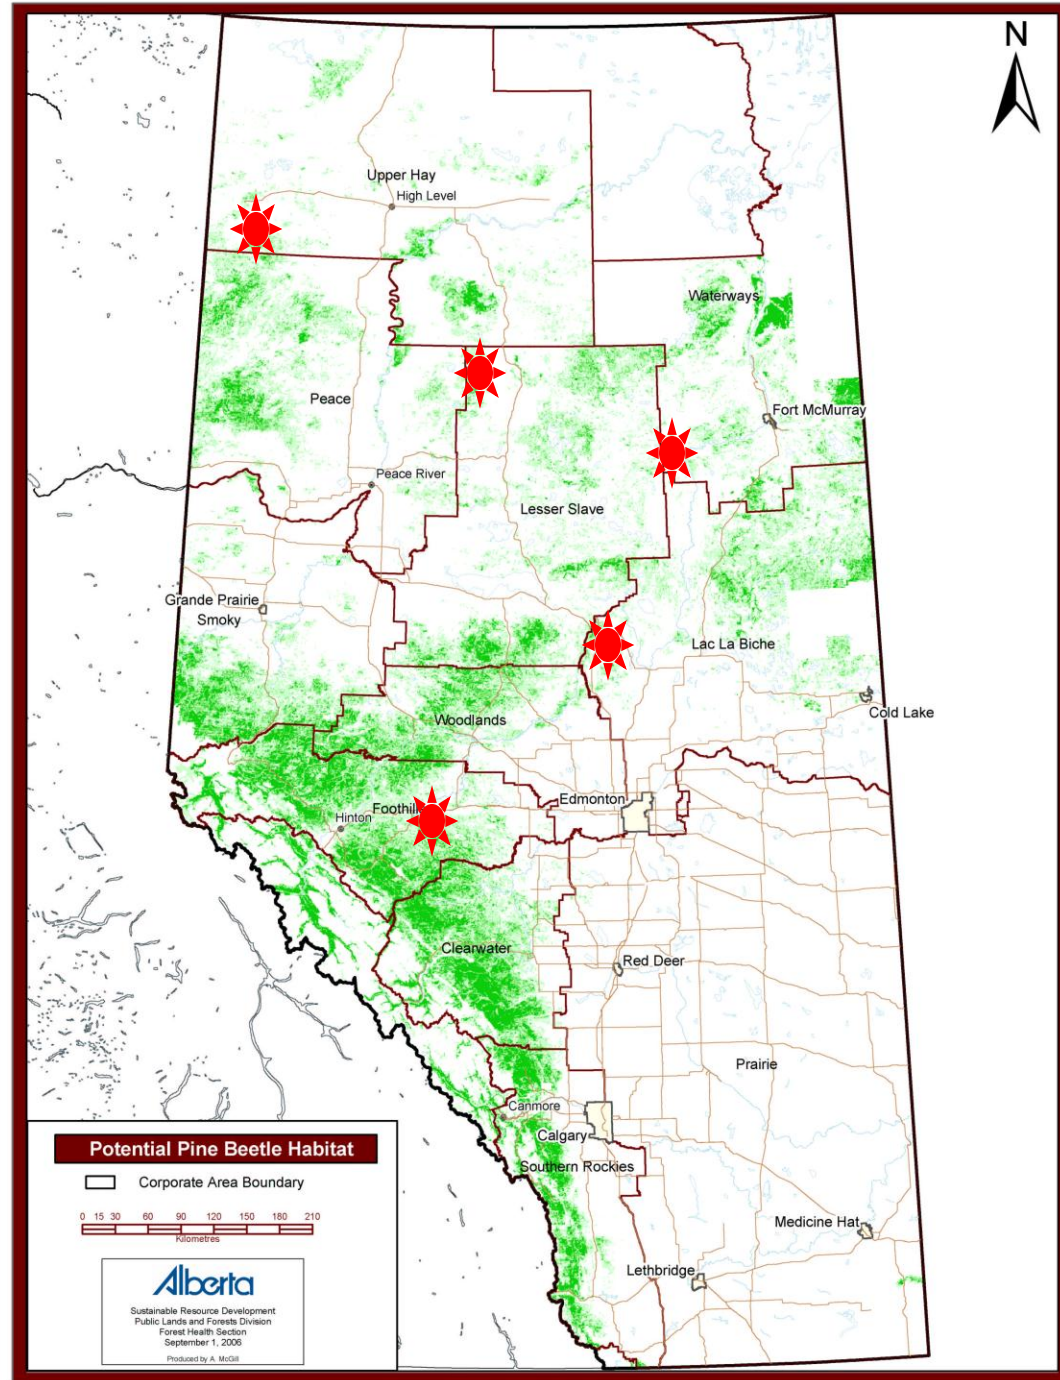 N
Upper Hay
High Level
Waterways
Peace
Fort McMurray
Peace River
Lesser Slave
Grande Prairie
Smoky
Lac La Biche
Cold Lake
Woodlands
Edmonton
Foothill
Hinton
Clearwater
Red Deer
Prairie
Canmore
Calgary
Southern Rockies
Medicine Hat
Lethbridge
Potential Pine Beetle Habitat
Corporate Area Boundary
0 15 30 60 90 120 150 180 210
Kilometres
Alberta
Sustainable Resource Development
Public Lands and Forests Division
Forest Health Section
September 1, 2006
Produced by A. McGill